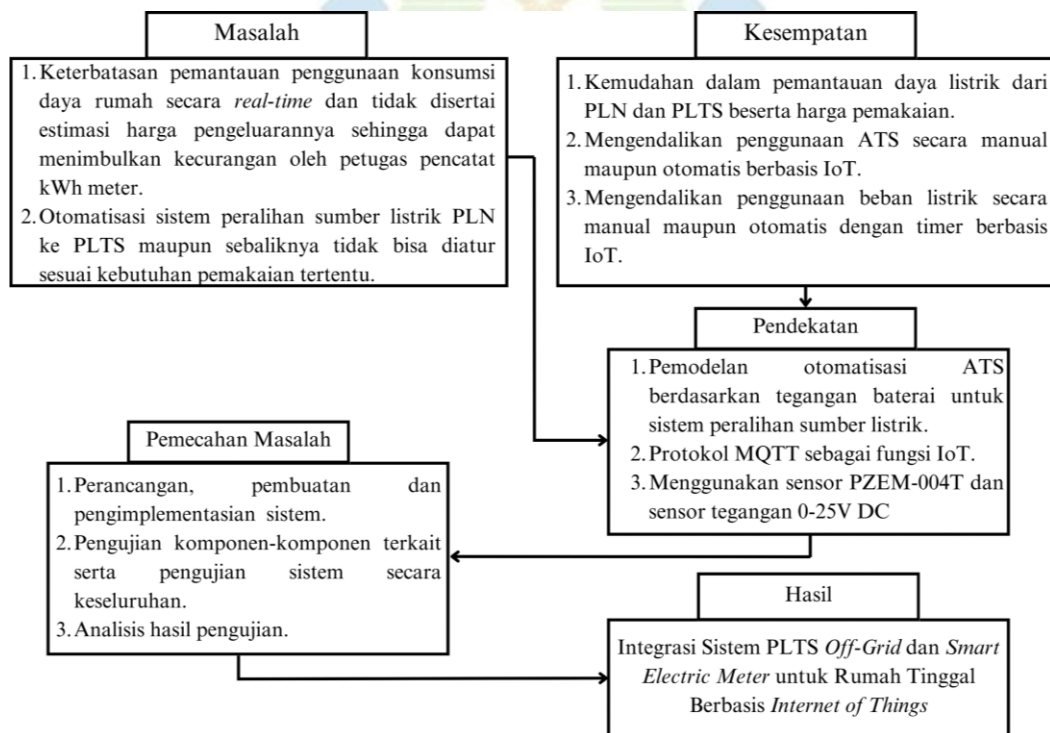 Masalah
1. Keterbatasan pemantauan penggunaan konsumsi
daya rumah secara real-time dan tidak disertai
estimasi harga pengeluarannya sehingga dapat
menimbulkan kecurangan oleh petugas pencatat
kWh meter.
2. Otomatisasi sistem peralihan sumber listrik PLN
ke PLTS maupun sebaliknya tidak bisa diatur
sesuai kebutuhan pemakaian tertentu.
Kesempatan
1. Kemudahan dalam pemantauan daya listrik dari
PLN dan PLTS beserta harga pemakaian.
2. Mengendalikan penggunaan ATS secara manual
maupun otomatis berbasis IoT.
3. Mengendalikan penggunaan beban listrik secara
manual maupun otomatis dengan timer berbasis
IoT.
Pendekatan
1. Pemodelan otomatisasi ATS
berdasarkan tegangan baterai untuk
sistem peralihan sumber listrik.
2. Protokol MQTT sebagai fungsi IoT.
3. Menggunakan sensor PZEM-004T dan
sensor tegangan 0-25V DC
Pemecahan Masalah
1. Perancangan, pembuatan dan
pengimplementasian sistem.
2. Pengujian komponen-komponen terkait
serta pengujian sistem secara
keseluruhan.
3. Analisis hasil pengujian.
Hasil
Integrasi Sistem PLTS Off-Grid dan Smart
Electric Meter untuk Rumah Tinggal
Berbasis Internet of Things